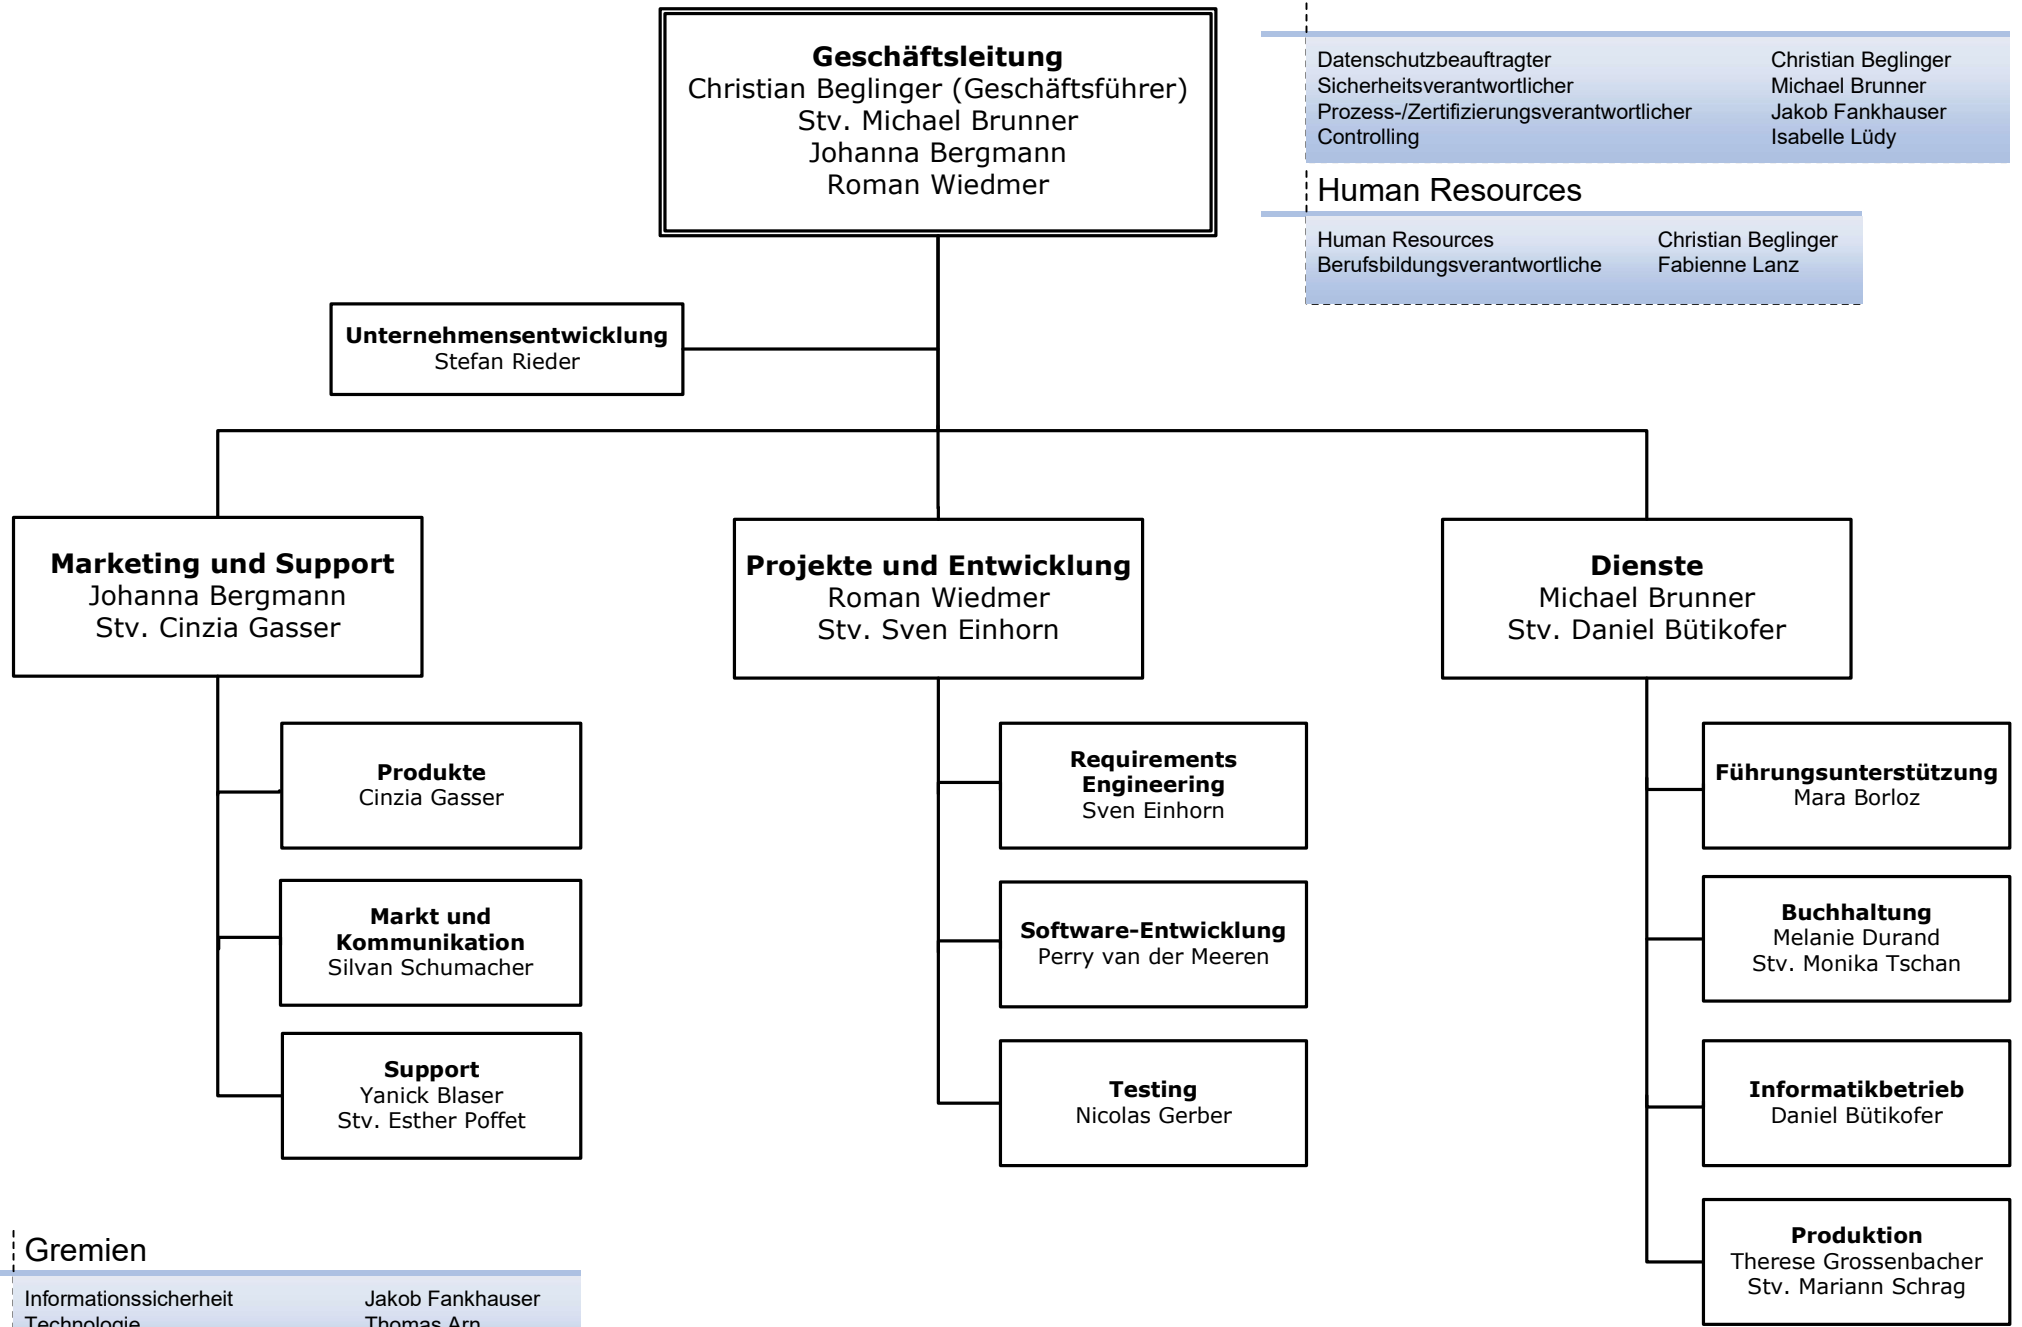 Geschäftsleitung
Christian Beglinger (Geschäftsführer)
Stv. Michael Brunner
Johanna Bergmann
Roman Wiedmer
Datenschutzbeauftragter Christian Beglinger
Sicherheitsverantwortlicher Michael Brunner
Prozess-/Zertifizierungsverantwortlicher Jakob Fankhauser
Controlling Isabelle Lüdy
Human Resources
Human Resources Christian Beglinger
Berufsbildungsverantwortliche Fabienne Lanz
Unternehmensentwicklung
Stefan Rieder
Marketing und Support
Johanna Bergmann
Stv. Cinzia Gasser
Produkte
Cinzia Gasser
Markt und
Kommunikation
Silvan Schumacher
Support
Yanick Blaser
Stv. Esther Poffet
Projekte und Entwicklung
Roman Wiedmer
Stv. Sven Einhorn
Requirements
Engineering
Sven Einhorn
Software-Entwicklung
Perry van der Meeren
Testing
Nicolas Gerber
Dienste
Michael Brunner
Stv. Daniel Bütikofer
Führungsunterstützung
Mara Borloz
Buchhaltung
Melanie Durand
Stv. Monika Tschan
Informatikbetrieb
Daniel Bütikofer
Produktion
Therese Grossenbacher
Stv. Mariann Schrag
Gremien
Informationssicherheit Jakob Fankhauser
Technologie Thomas Arn